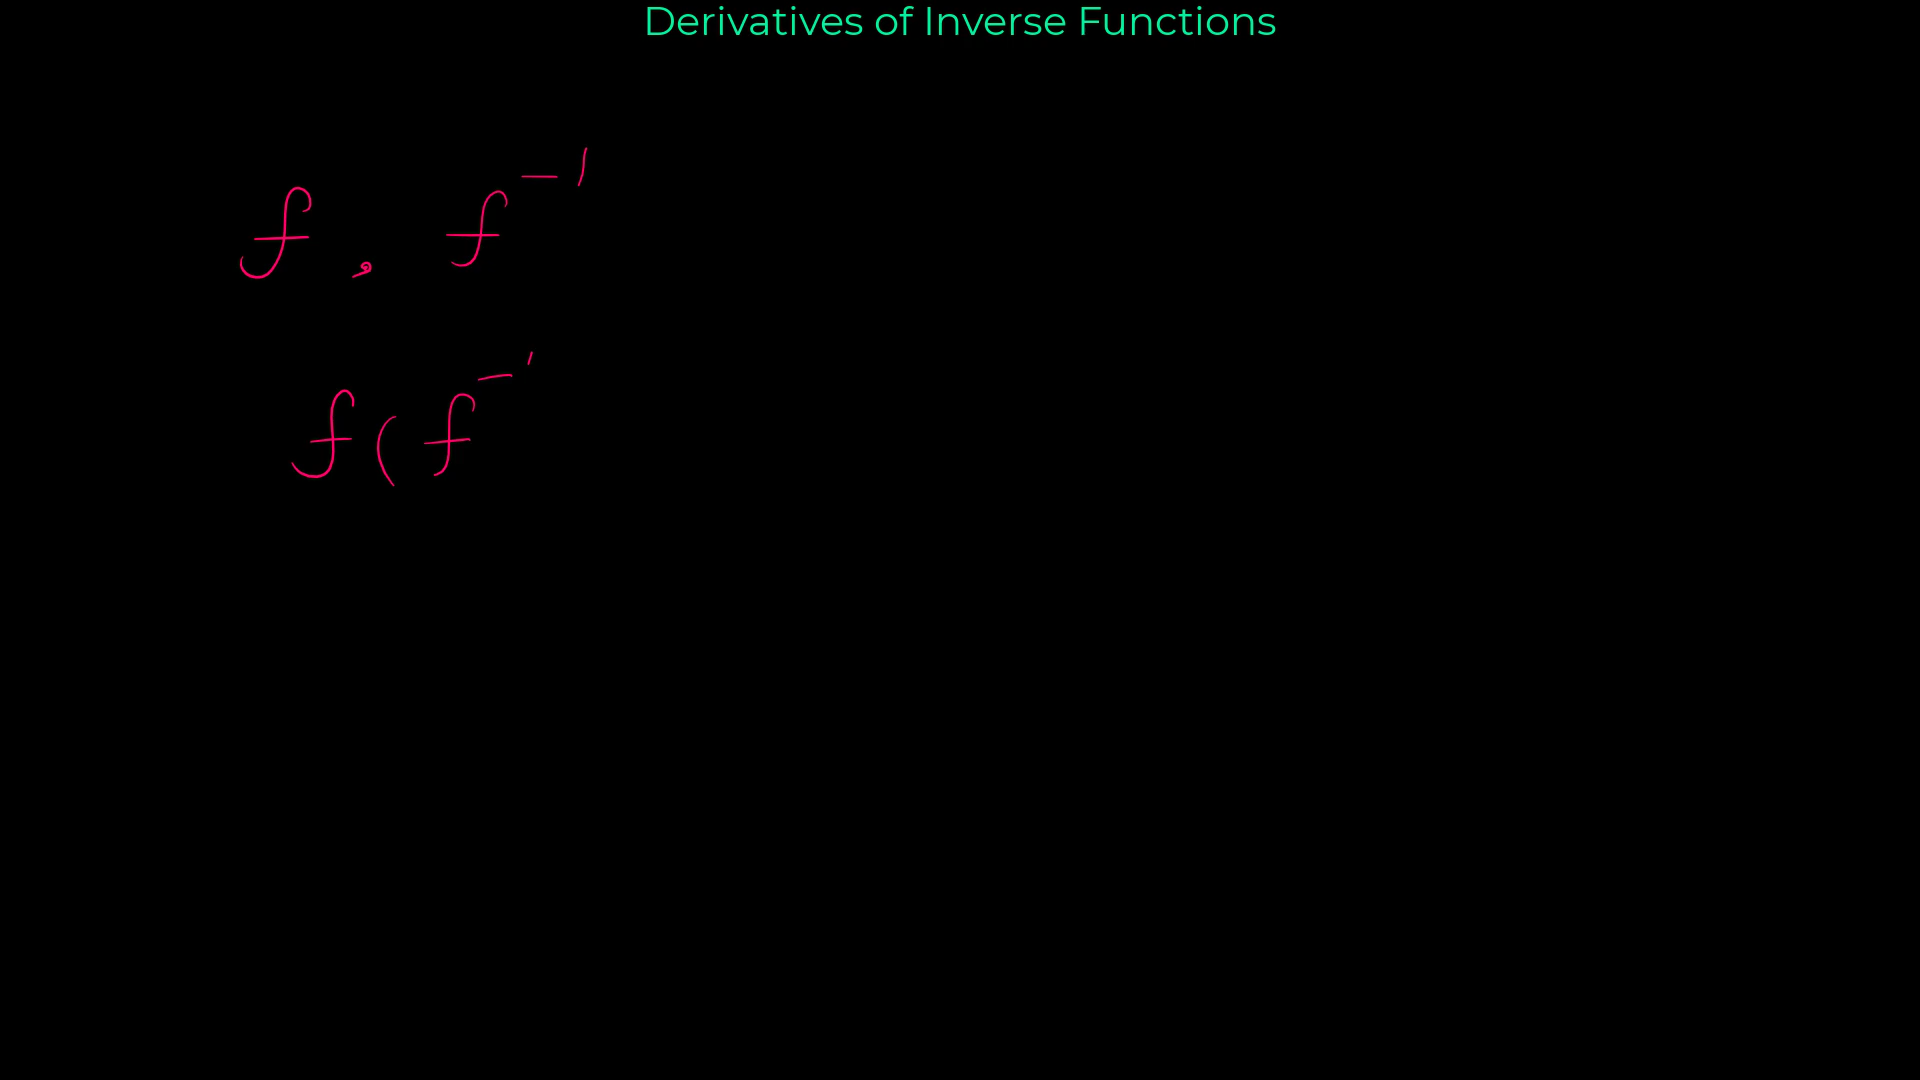 Derivatives of Inverse Functions
f, f⁻¹
f(f⁻¹